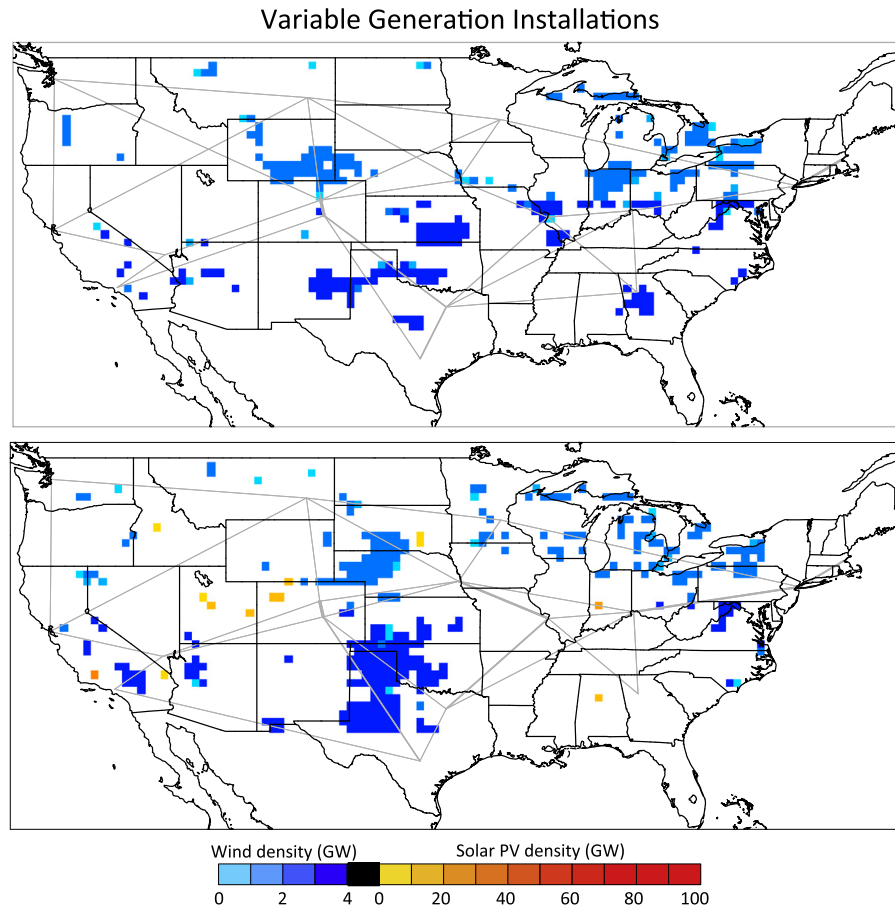 Variable Generation Installations
Wind density (GW) Solar PV density (GW)
0 2 4 0 20 40 60 80 100